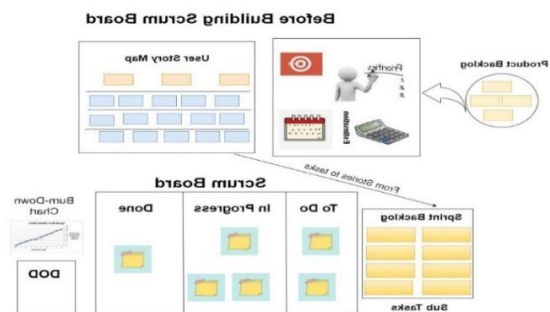 Before Building Scrum Board
Product Backlog
Priorities
Estimation
User Story Map
From Stories to tasks
Scrum Board
Sprint Backlog
To Do
In Progress
Done
Burn-Down
Chart
DOD
Sub Tasks